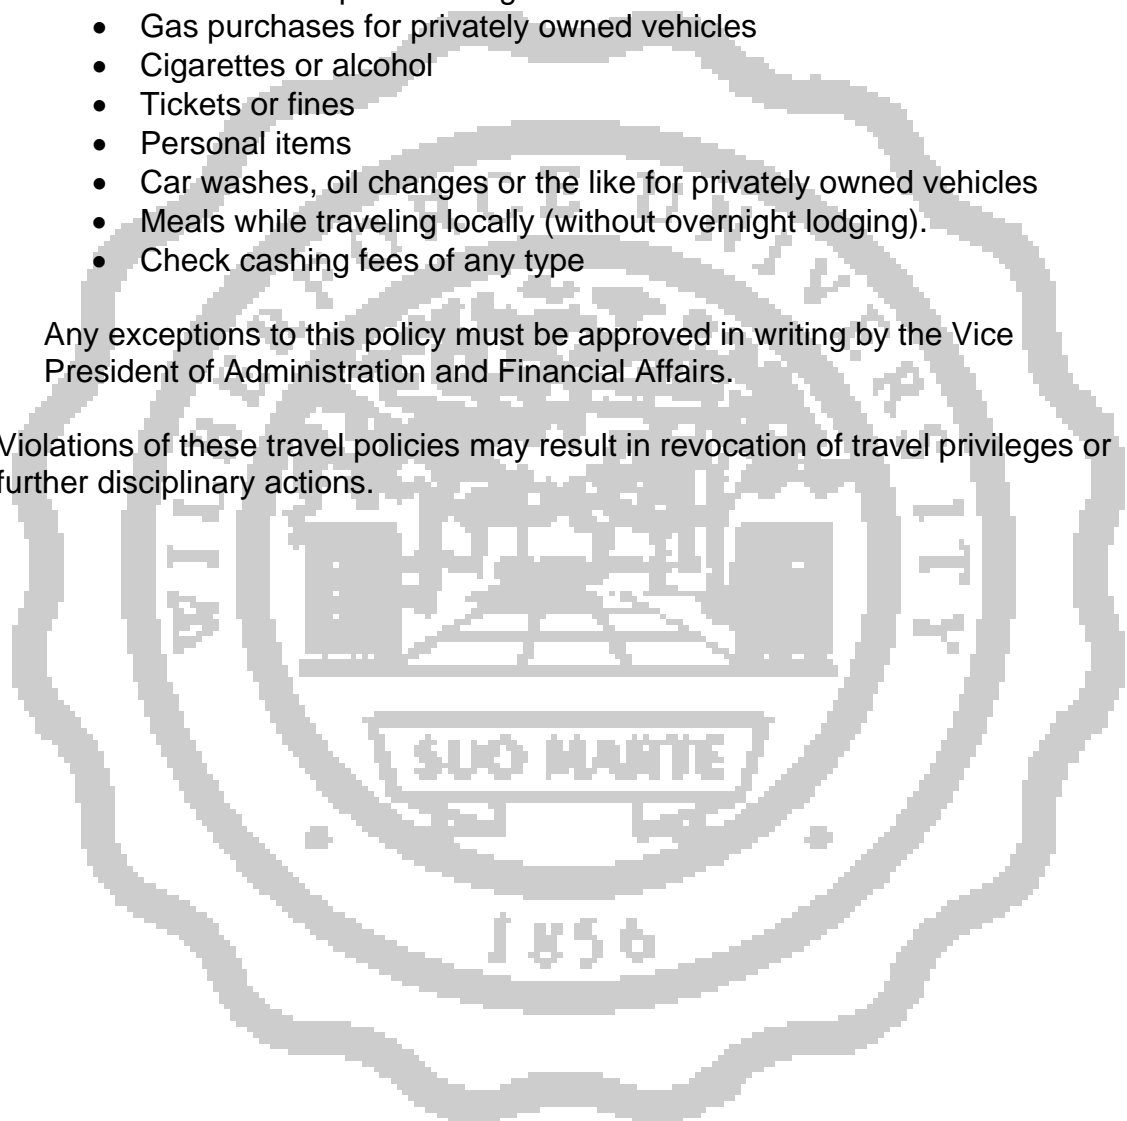 • Gas purchases for privately owned vehicles
• Cigarettes or alcohol
• Tickets or fines
• Personal items
• Car washes, oil changes or the like for privately owned vehicles
• Meals while traveling locally (without overnight lodging).
• Check cashing fees of any type
Any exceptions to this policy must be approved in writing by the Vice
President of Administration and Financial Affairs.
Violations of these travel policies may result in revocation of travel privileges or
further disciplinary actions.
WILBERFORCE UNIVERSITY
SUO MARTE
1856